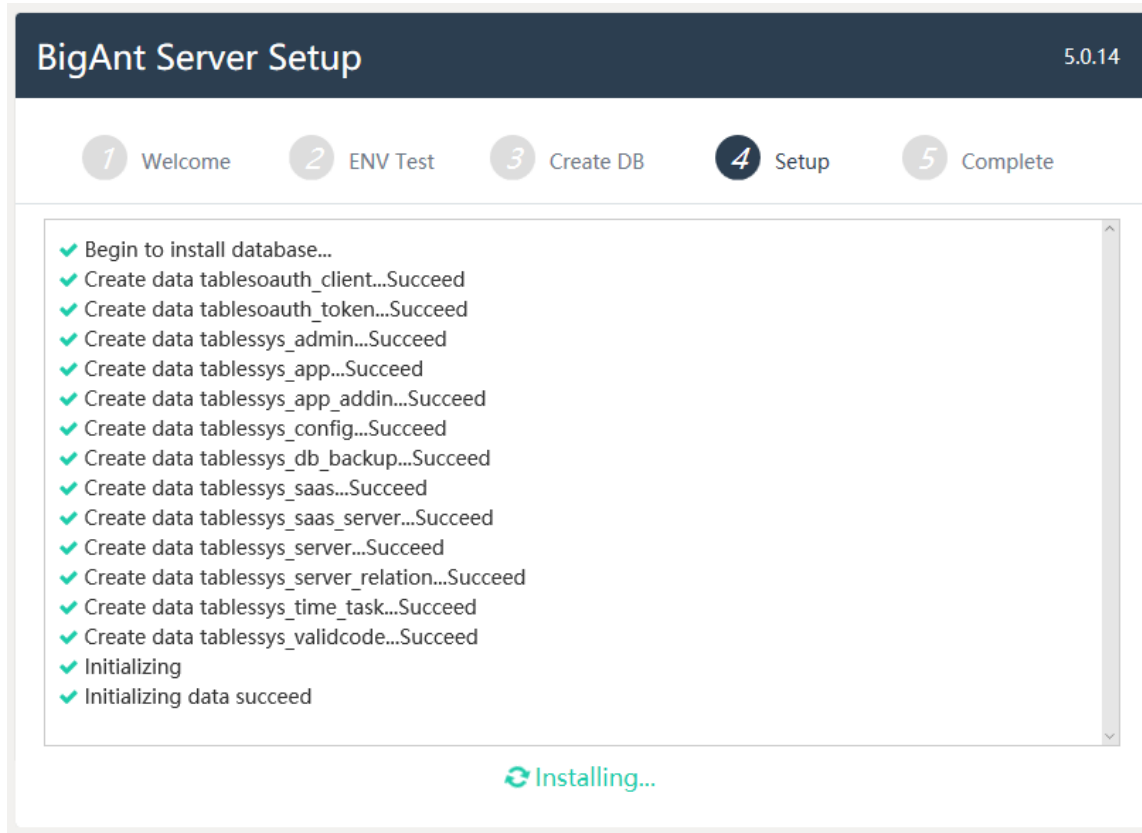 BigAnt Server Setup 5.0.14
1 Welcome 2 ENV Test 3 Create DB 4 Setup 5 Complete
Begin to install database...
Create data tablesoauth_client...Succeed
Create data tablesoauth_token...Succeed
Create data tablessys_admin...Succeed
Create data tablessys_app...Succeed
Create data tablessys_app_addin...Succeed
Create data tablessys_config...Succeed
Create data tablessys_db_backup...Succeed
Create data tablessys_saas...Succeed
Create data tablessys_saas_server...Succeed
Create data tablessys_server...Succeed
Create data tablessys_server_relation...Succeed
Create data tablessys_time_task...Succeed
Create data tablessys_validcode...Succeed
Initializing
Initializing data succeed
Installing...